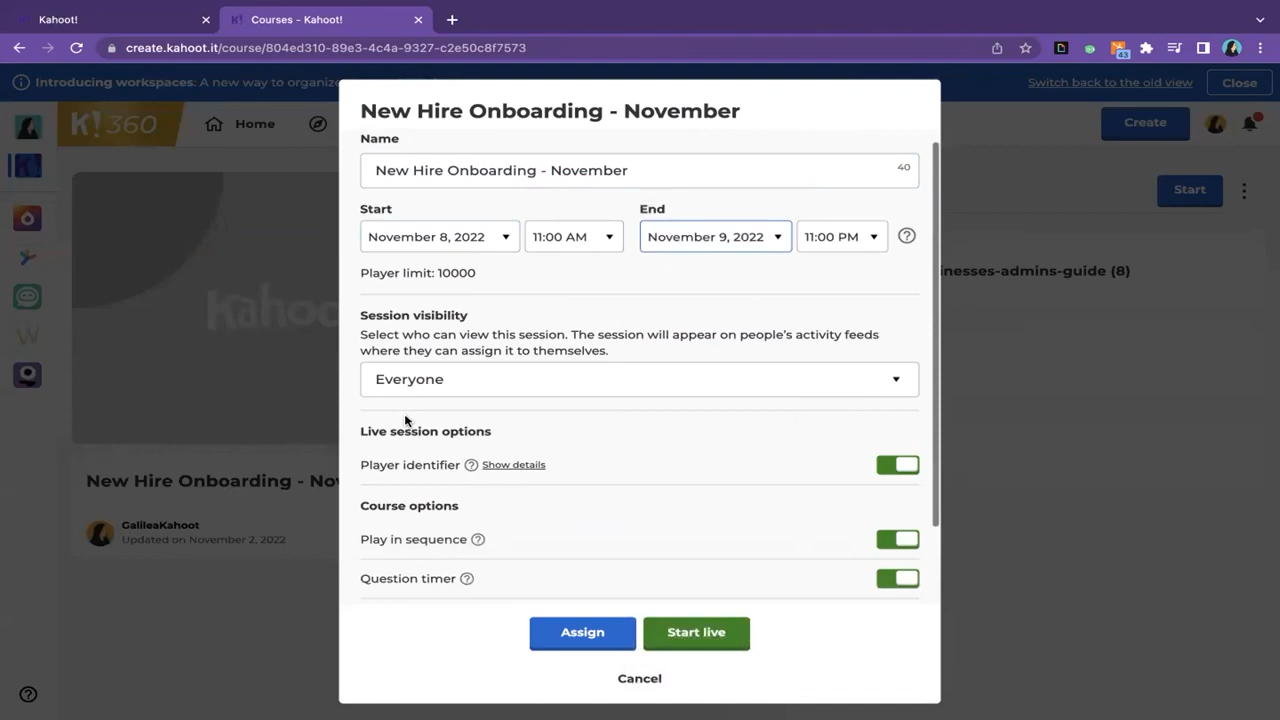 Kahoot!
Courses - Kahoot!
create.kahoot.it/course/804ed310-89e3-4c4a-9327-c2e50c8f7573
43
Introducing workspaces: A new way to organize
Switch back to the old view
Close
K!360
Home
Create
Start
Kahoo
inesses-admins-guide (8)
New Hire Onboarding - Nov
GalileaKahoot
Updated on November 2, 2022
New Hire Onboarding - November
Name
New Hire Onboarding - November
40
Start
End
November 8, 2022
11:00 AM
November 9, 2022
11:00 PM
Player limit: 10000
Session visibility
Select who can view this session. The session will appear on people's activity feeds
where they can assign it to themselves.
Everyone
Live session options
Player identifier
Show details
Course options
Play in sequence
Question timer
Assign
Start live
Cancel